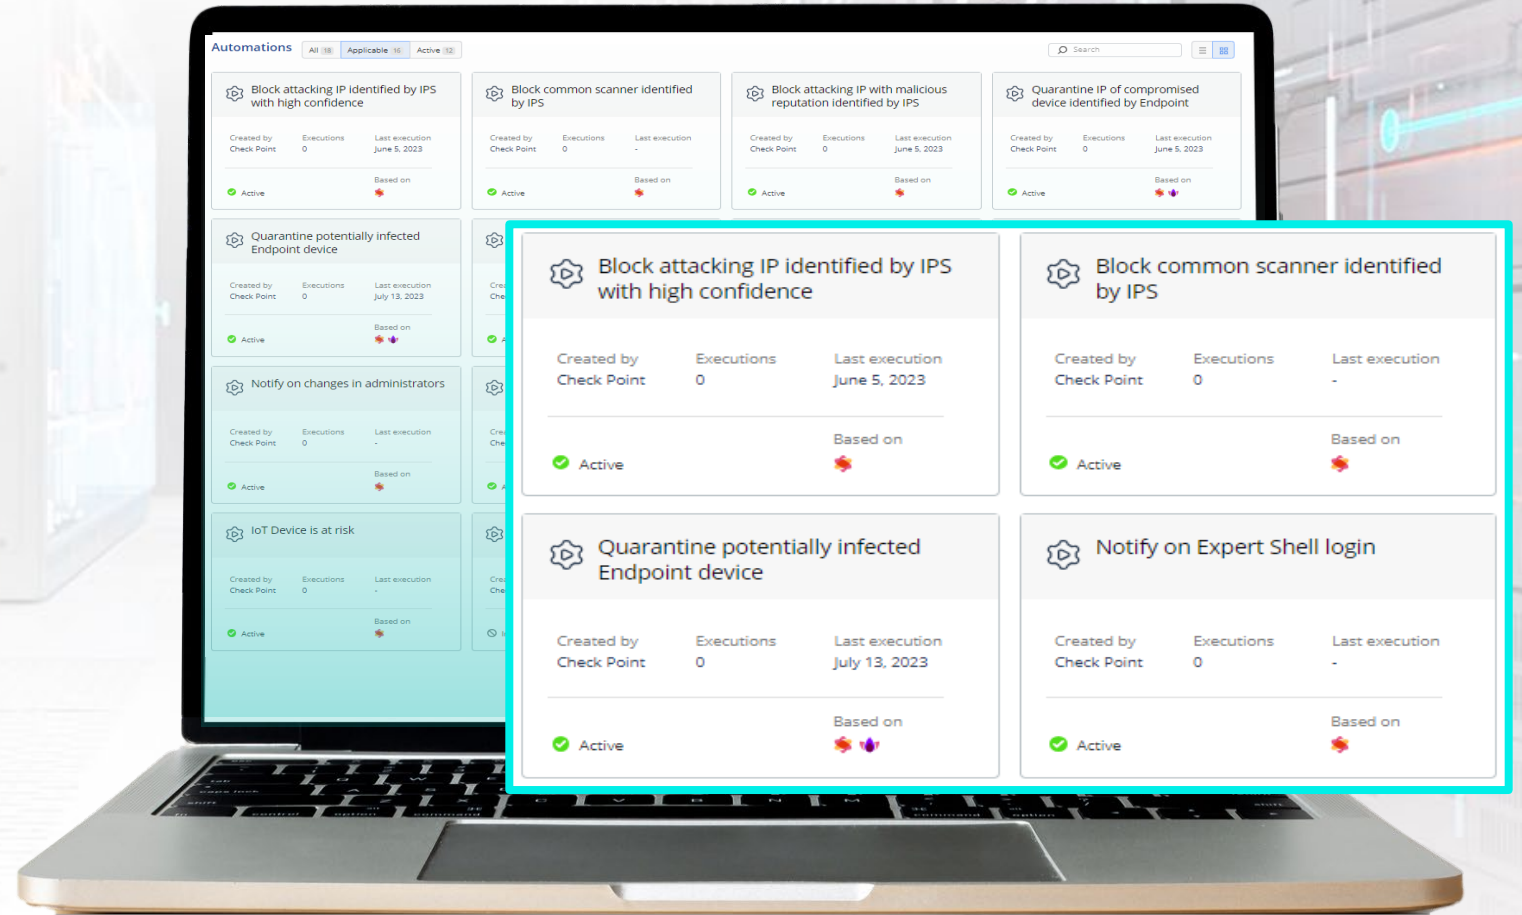 Automations All 18 Applicable 16 Active 12 Search
Block attacking IP identified by IPS
with high confidence
Created by Executions Last execution
Check Point 0 June 5, 2023
Based on
Active
Block common scanner identified
by IPS
Created by Executions Last execution
Check Point 0 -
Based on
Active
Block attacking IP with malicious
reputation identified by IPS
Created by Executions Last execution
Check Point 0 June 5, 2023
Based on
Active
Quarantine IP of compromised
device identified by Endpoint
Created by Executions Last execution
Check Point 0 June 5, 2023
Based on
Active
Quarantine potentially infected
Endpoint device
Created by Executions Last execution
Check Point 0 July 13, 2023
Based on
Active
Notify on changes in administrators
Created by Executions Last execution
Check Point 0 -
Based on
Active
IoT Device is at risk
Created by Executions Last execution
Check Point 0 -
Based on
Active
Block attacking IP identified by IPS
with high confidence
Created by Executions Last execution
Check Point 0 June 5, 2023
Based on
Active
Block common scanner identified
by IPS
Created by Executions Last execution
Check Point 0 -
Based on
Active
Quarantine potentially infected
Endpoint device
Created by Executions Last execution
Check Point 0 July 13, 2023
Based on
Active
Notify on Expert Shell login
Created by Executions Last execution
Check Point 0 -
Based on
Active
tab
caps lock
shift
fn control option command
command option
shift